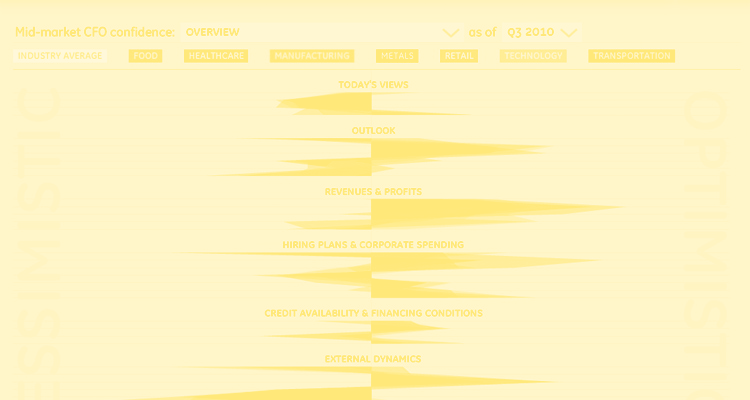 Mid-market CFO confidence: OVERVIEW as of Q3 2010
INDUSTRY AVERAGE FOOD HEALTHCARE MANUFACTURING METALS RETAIL TECHNOLOGY TRANSPORTATION
TODAY'S VIEWS
OUTLOOK
REVENUES & PROFITS
HIRING PLANS & CORPORATE SPENDING
CREDIT AVAILABILITY & FINANCING CONDITIONS
EXTERNAL DYNAMICS
ESSIMISTIC
OPTIMISTIC